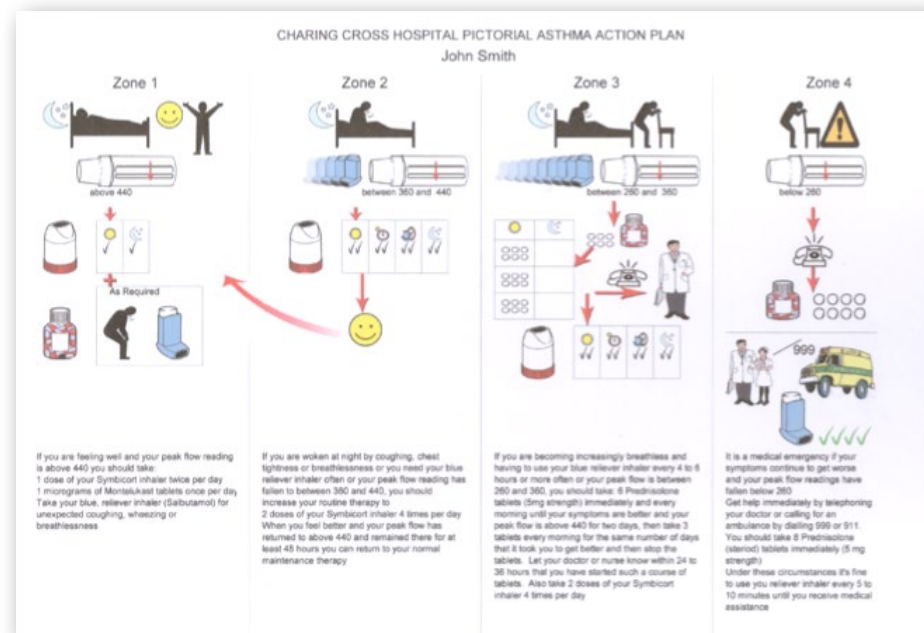 CHARING CROSS HOSPITAL PICTORIAL ASTHMA ACTION PLAN
John Smith
Zone 1
above 440
As Required
If you are feeling well and your peak flow reading
is above 440 you should take:
1 dose of your Symbicort inhaler twice per day
1 micrograms of Montelukast tablets once per day
Take your blue, reliever inhaler (Salbutamol) for
unexpected coughing, wheezing or
breathlessness
Zone 2
between 360 and 440
If you are woken at night by coughing, chest
tightness or breathlessness or you need your blue
reliever inhaler often or your peak flow reading has
fallen to between 360 and 440, you should
increase your routine therapy to
2 doses of your Symbicort inhaler 4 times per day
When you feel better and your peak flow has
returned to above 440 and remained there for at
least 48 hours you can return to your normal
maintenance therapy
Zone 3
between 260 and 360
If you are becoming increasingly breathless and
having to use your blue reliever inhaler every 4 to 6
hours or more often or your peak flow is between
260 and 360, you should take: 6 Prednisolone
tablets (5mg strength) immediately and every
morning until your symptoms are better and your
peak flow is above 440 for two days, then take 3
tablets every morning for the same number of days
that it took you to get better and then stop the
tablets. Let your doctor or nurse know within 24 to
36 hours that you have started such a course of
tablets. Also take 2 doses of your Symbicort
inhaler 4 times per day
Zone 4
below 260
999
It is a medical emergency if your
symptoms continue to get worse
and your peak flow readings have
fallen below 260
Get help immediately by telephoning
your doctor or calling for an
ambulance by dialling 999 or 911.
You should take 8 Prednisolone
(steriod) tablets immediately (5 mg
strength)
Under these circumstances it's fine
to use you reliever inhaler every 5 to
10 minutes until you receive medical
assistance